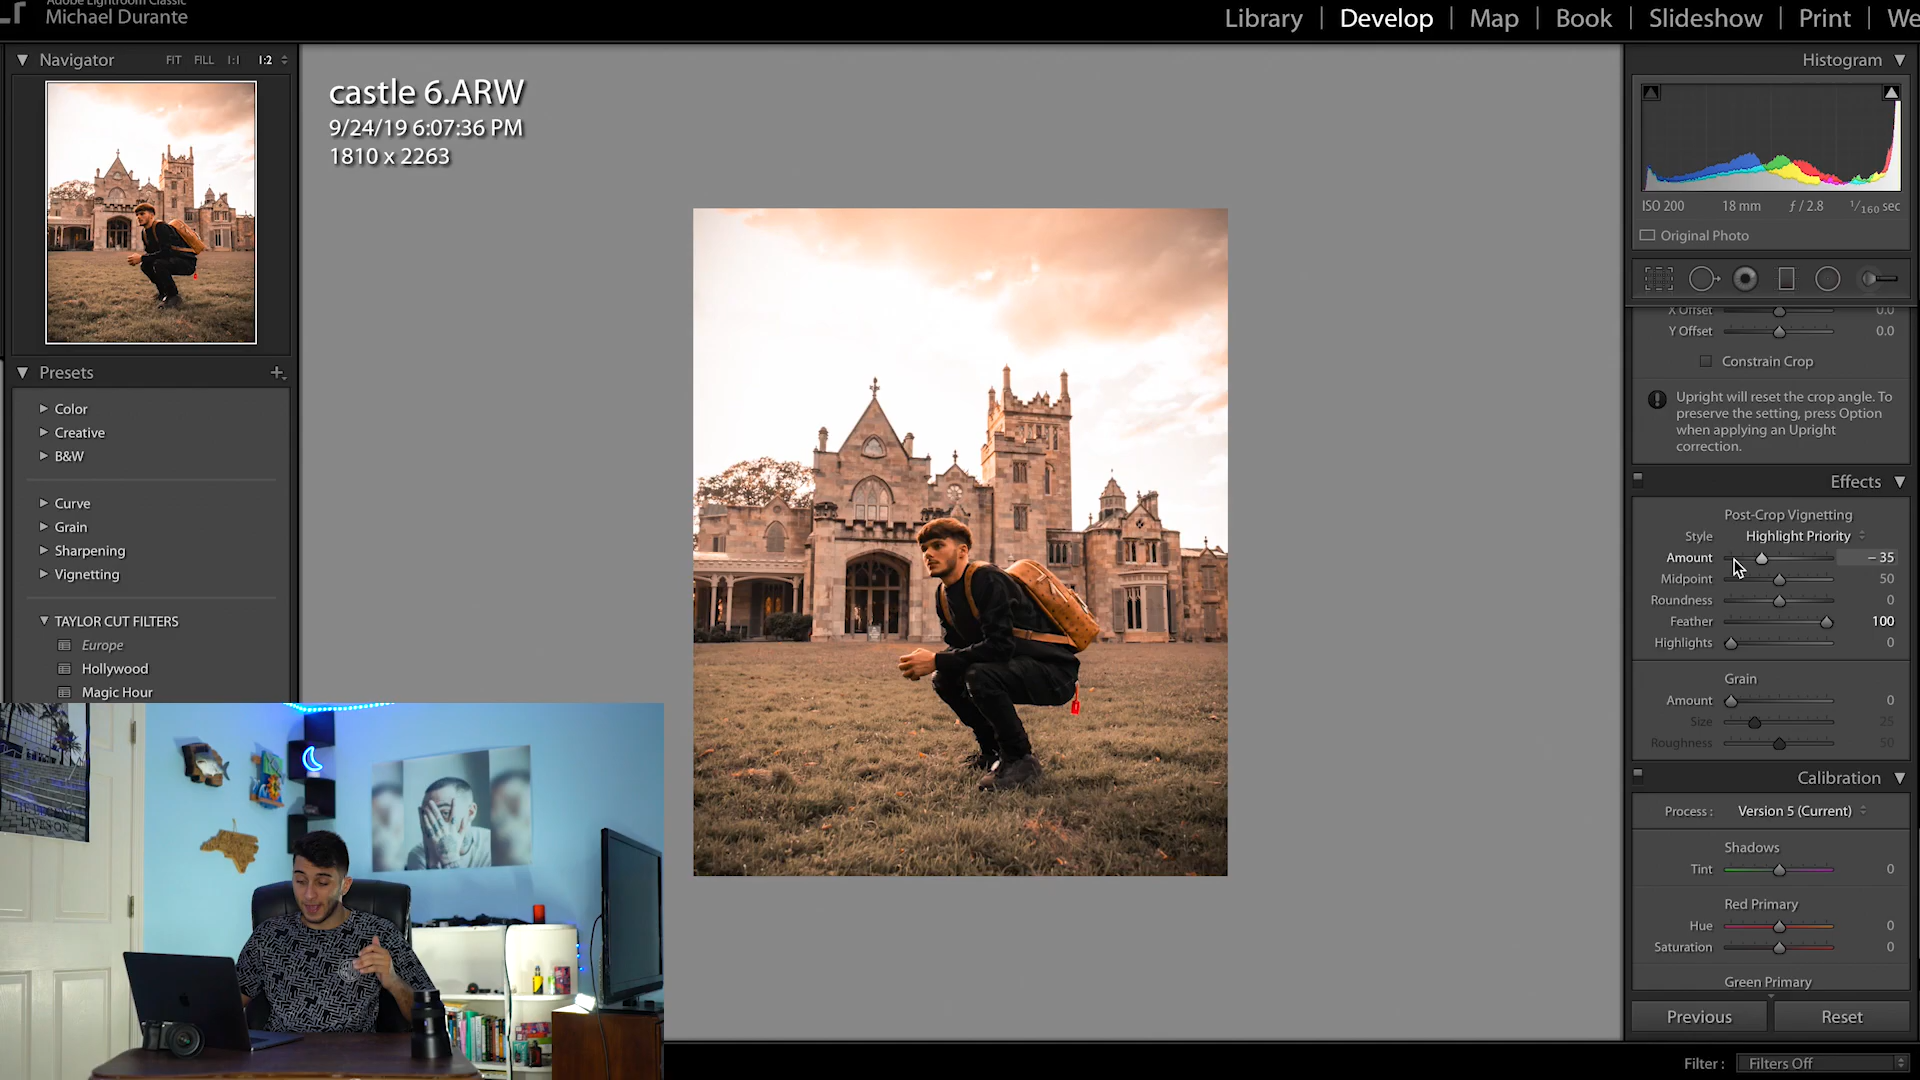 Adobe Lightroom Classic
Michael Durante
Library | Develop | Map | Book | Slideshow | Print | We
Navigator FIT FILL 1:1 1:2
castle 6.ARW
9/24/19 6:07:36 PM
1810 x 2263
Presets
Color
Creative
B&W
Curve
Grain
Sharpening
Vignetting
TAYLOR CUT FILTERS
Europe
Hollywood
Magic Hour
THE LEGEND
LIVES ON
Histogram
ISO 200 18 mm ƒ / 2.8 1/160 sec
Original Photo
X Offset 0.0
Y Offset 0.0
Constrain Crop
Upright will reset the crop angle. To
preserve the setting, press Option
when applying an Upright
correction.
Effects
Post-Crop Vignetting
Style Highlight Priority
Amount – 35
Midpoint 50
Roundness 0
Feather 100
Highlights 0
Grain
Amount 0
Size 25
Roughness 50
Calibration
Process : Version 5 (Current)
Shadows
Tint 0
Red Primary
Hue 0
Saturation 0
Green Primary
Previous Reset
Filter : Filters Off